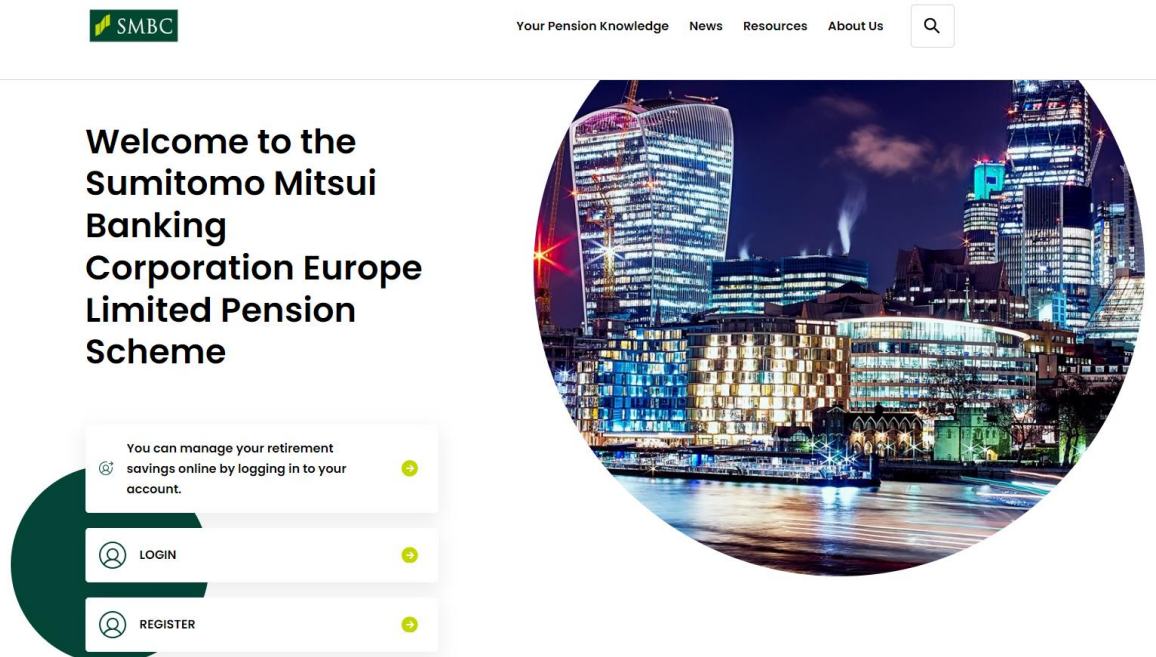 SMBC
Your Pension Knowledge
News
Resources
About Us
Welcome to the
Sumitomo Mitsui
Banking
Corporation Europe
Limited Pension
Scheme
You can manage your retirement
savings online by logging in to your
account.
LOGIN
REGISTER